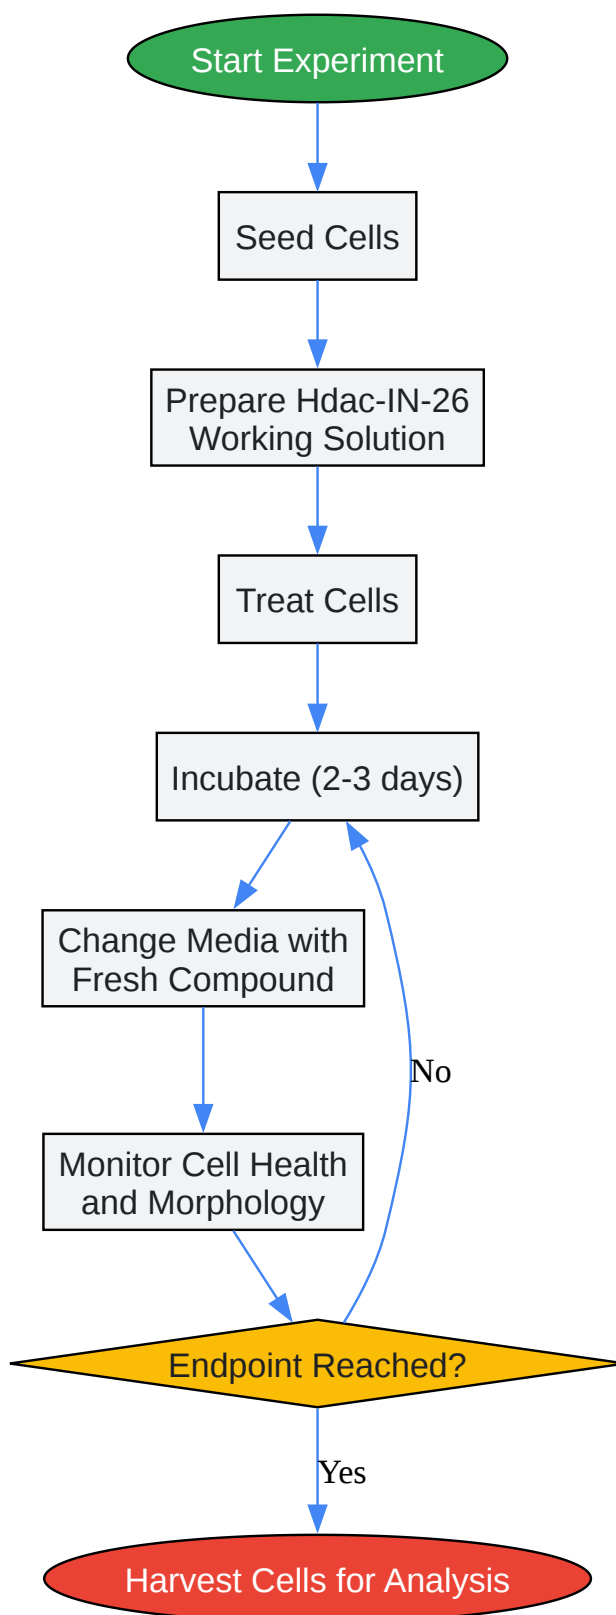 Start Experiment
Seed Cells
Prepare Hdac-IN-26
Working Solution
Treat Cells
Incubate (2-3 days)
Change Media with
Fresh Compound
No
Monitor Cell Health
and Morphology
Endpoint Reached?
Yes
Harvest Cells for Analysis